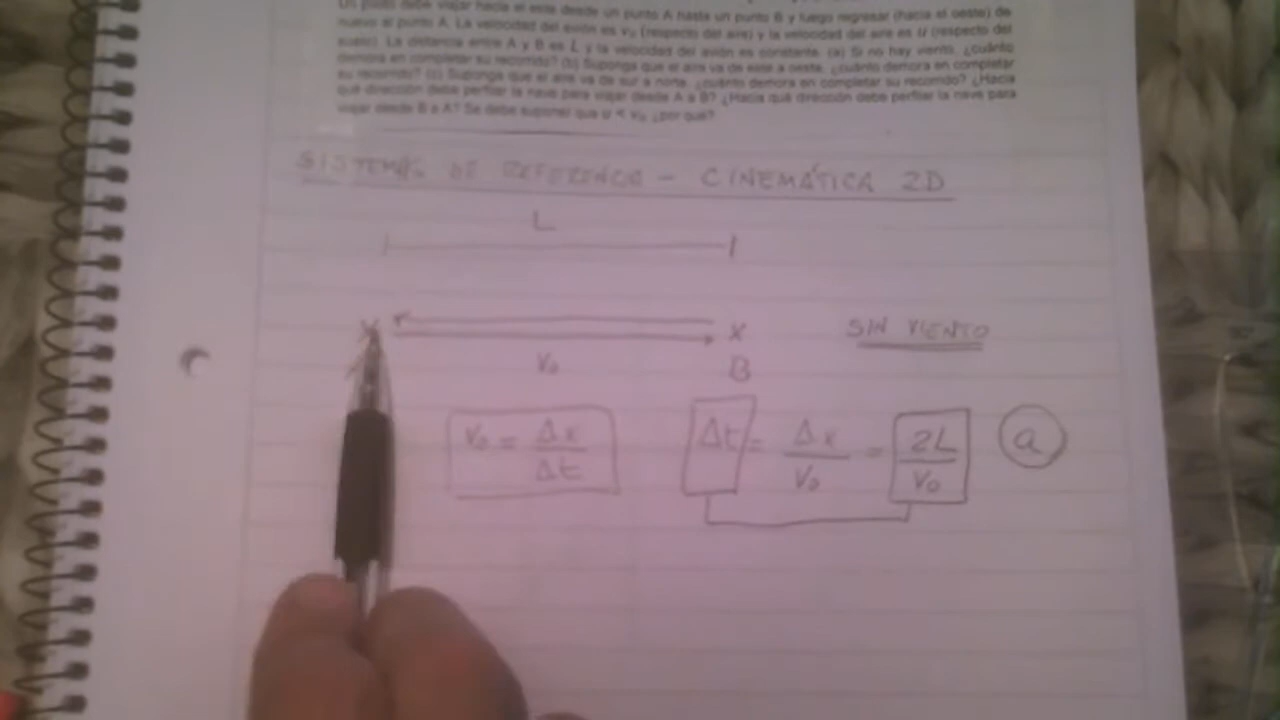 Un piloto debe viajar hacia el este desde un punto A hasta un punto B y luego regresar (hacia el oeste) de
nuevo al punto A. La velocidad del avión es v₀ (respecto del aire) y la velocidad del aire es u (respecto del
suelo). La distancia entre A y B es L y la velocidad del avión es constante. (a) Si no hay viento, ¿cuánto
demora en completar su recorrido? (b) Suponga que el aire va de este a oeste, ¿cuánto demora en completar
su recorrido? (c) Suponga que el aire va de sur a norte, ¿cuánto demora en completar su recorrido? ¿Hacia
qué dirección debe perfilar la nave para viajar desde A a B? ¿Hacia qué dirección debe perfilar la nave para
viajar desde B a A? Se debe suponer que u < v₀ ¿por qué?
SISTEMAS DE REFERENCIA - CINEMÁTICA 2D
L
X X SIN VIENTO
V₀ B
V₀ = Δx/Δt Δt = Δx/V₀ = 2L/V₀ a